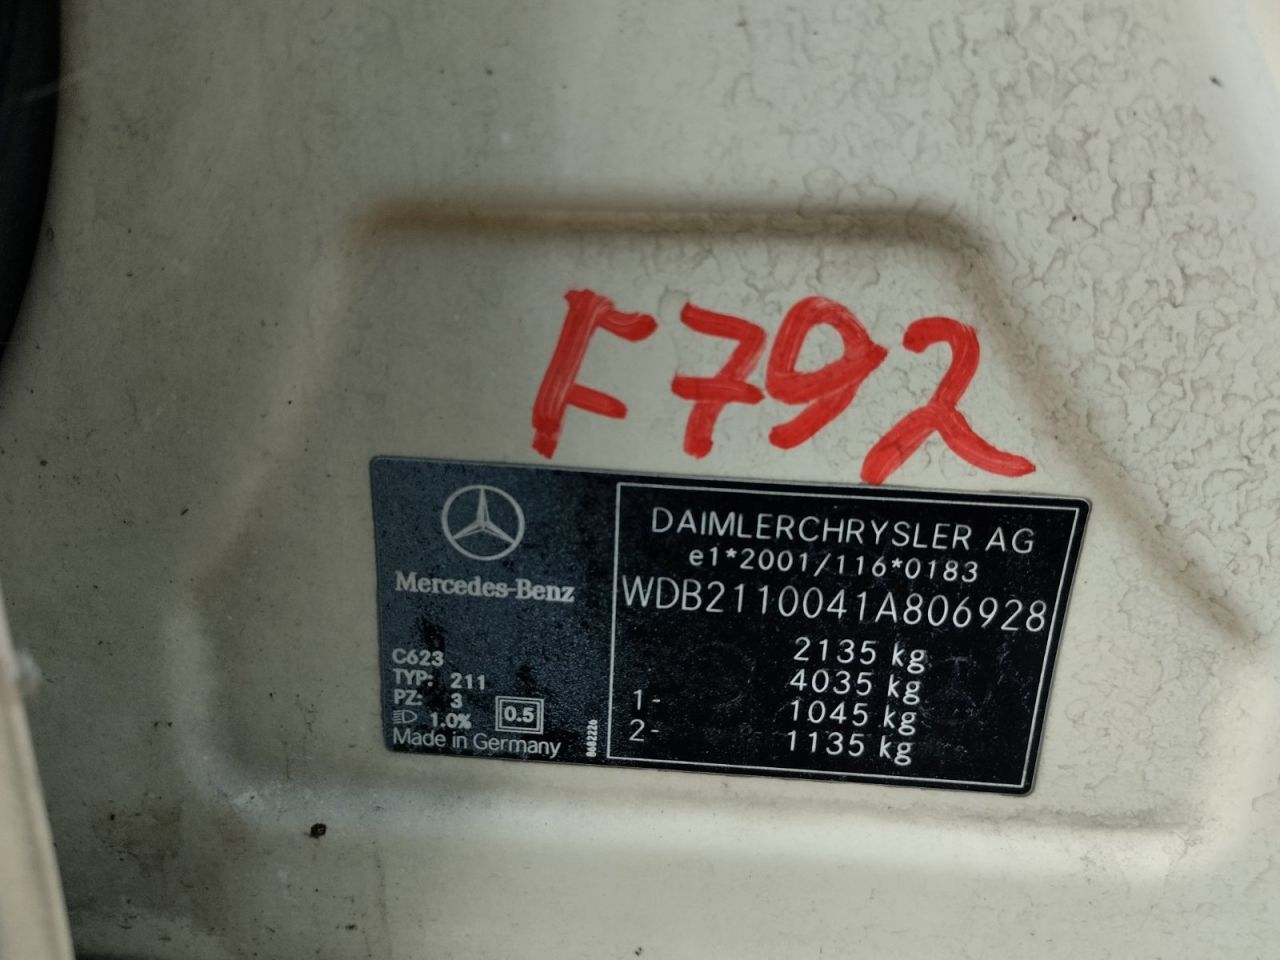 F792
Mercedes-Benz
C623
TYP: 211
PZ: 3
1.0% 0.5
Made in Germany
8682226
DAIMLERCHRYSLER AG
e1*2001/116*0183
WDB2110041A806928
2135 kg
4035 kg
1- 1045 kg
2- 1135 kg